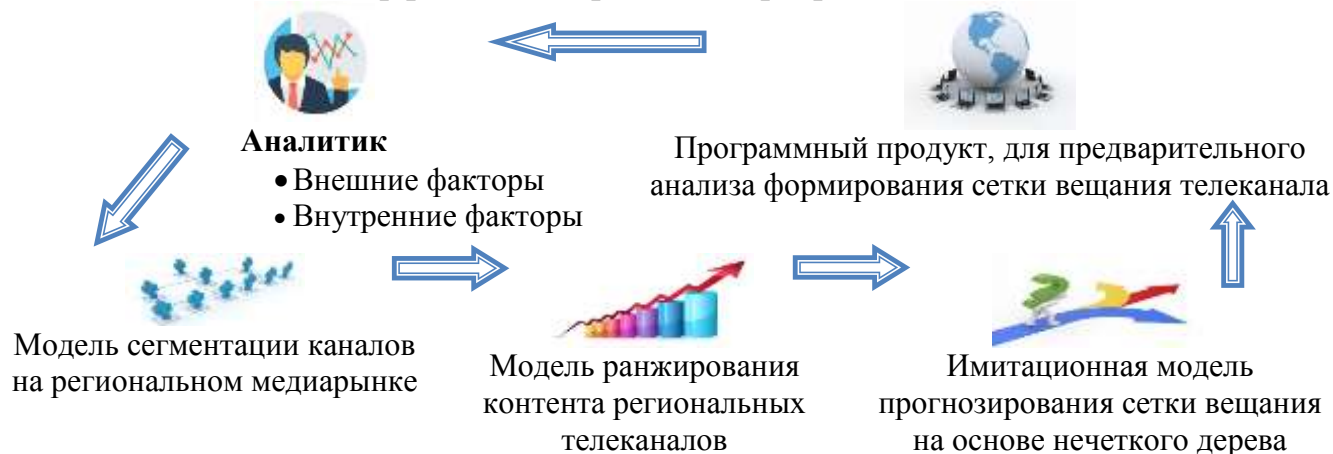 Аналитик
• Внешние факторы
• Внутренние факторы
Программный продукт, для предварительного
анализа формирования сетки вещания телеканала
Модель сегментации каналов
на региональном медиарынке
Модель ранжирования
контента региональных
телеканалов
Имитационная модель
прогнозирования сетки вещания
на основе нечеткого дерева